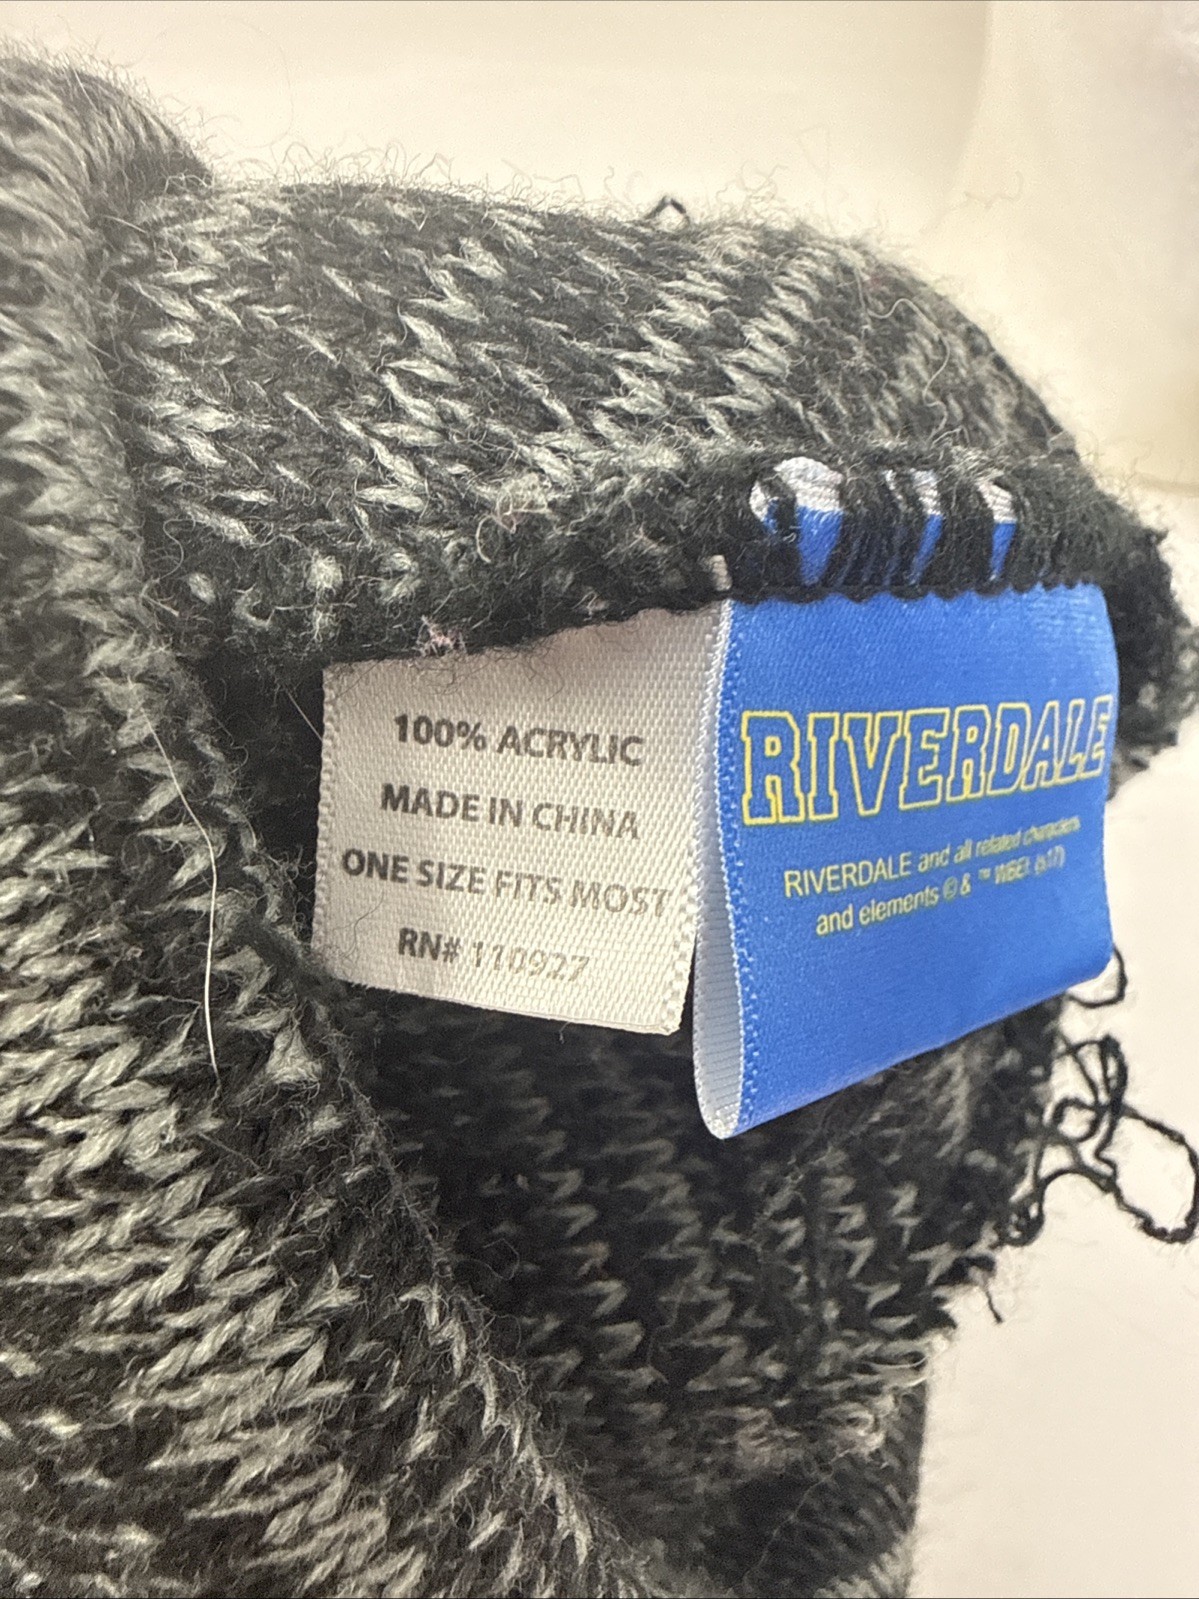 100% ACRYLIC
MADE IN CHINA
ONE SIZE FITS MOST
RN# 110927
RIVERDALE
RIVERDALE and all related characters
and elements © & ™ WBEI. (s17)